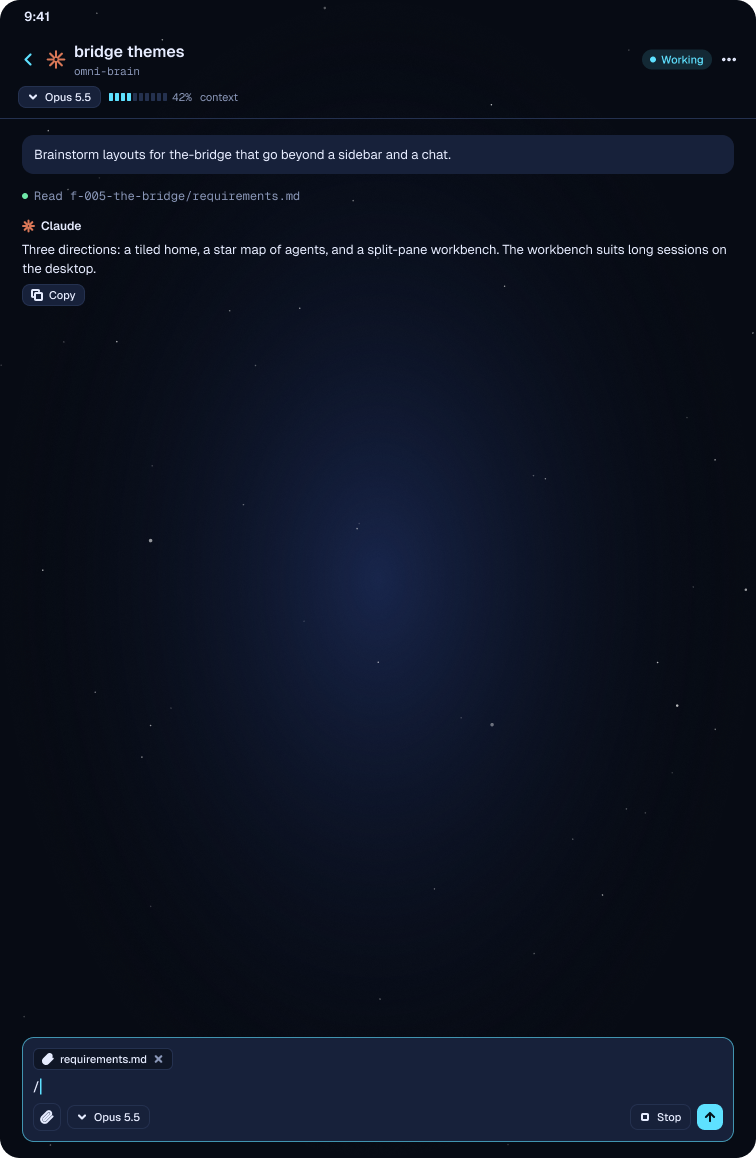 9:41
bridge themes
omni-brain
Working
Opus 5.5
42% context
Brainstorm layouts for the-bridge that go beyond a sidebar and a chat.
Read f-005-the-bridge/requirements.md
Claude
Three directions: a tiled home, a star map of agents, and a split-pane workbench. The workbench suits long sessions on
the desktop.
Copy
requirements.md
/
Opus 5.5
Stop